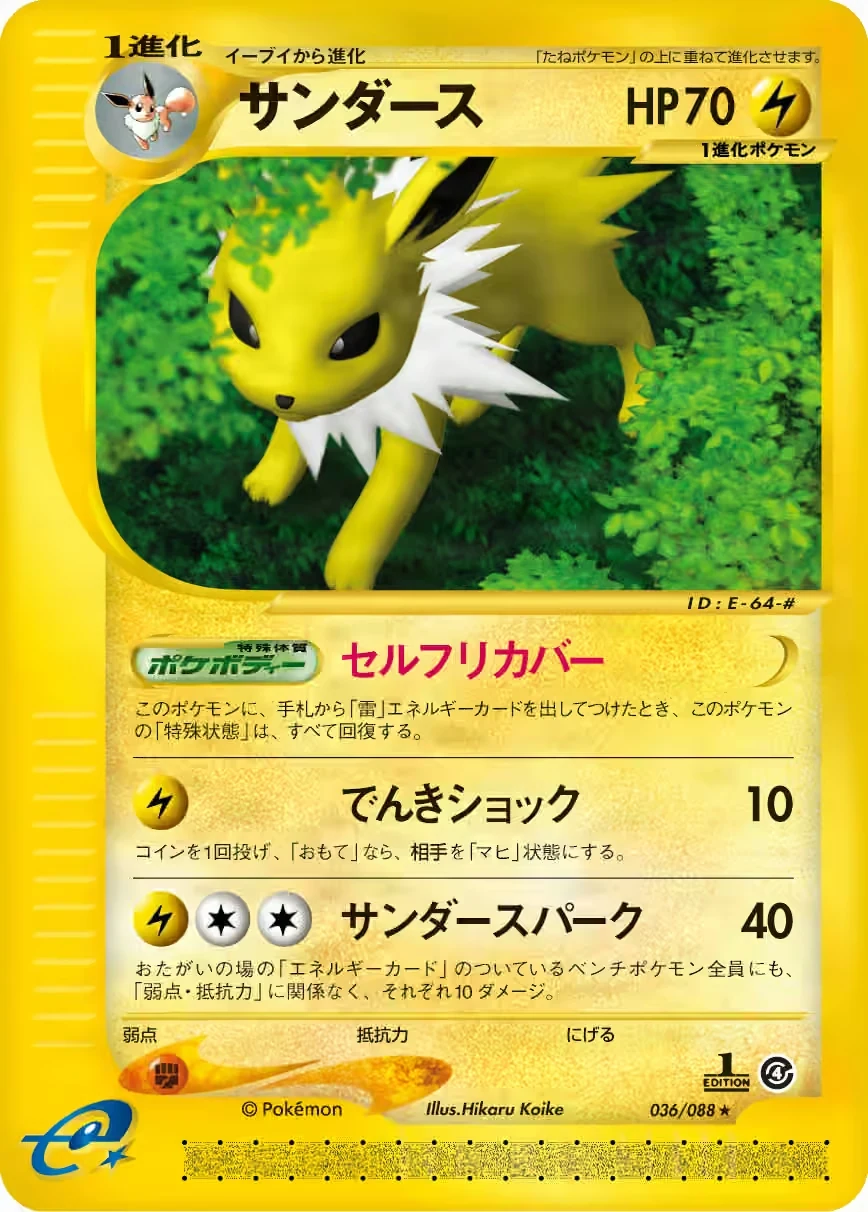 1進化
イーブイから進化
「たねポケモン」の上に重ねて進化させます。
サンダース
HP70
1進化ポケモン
ID:E-64-#
特殊体質
ポケボディー
セルフリカバー
このポケモンに、手札から「雷」エネルギーカードを出してつけたとき、このポケモン
の「特殊状態」は、すべて回復する。
でんきショック
10
コインを1回投げ、「おもて」なら、相手を「マヒ」状態にする。
サンダースパーク
40
おたがいの場の「エネルギーカード」のついているベンチポケモン全員にも、
「弱点・抵抗力」に関係なく、それぞれ10ダメージ。
弱点
抵抗力
にげる
1
EDITION
4
© Pokémon
Illus.Hikaru Koike
036/088★
e